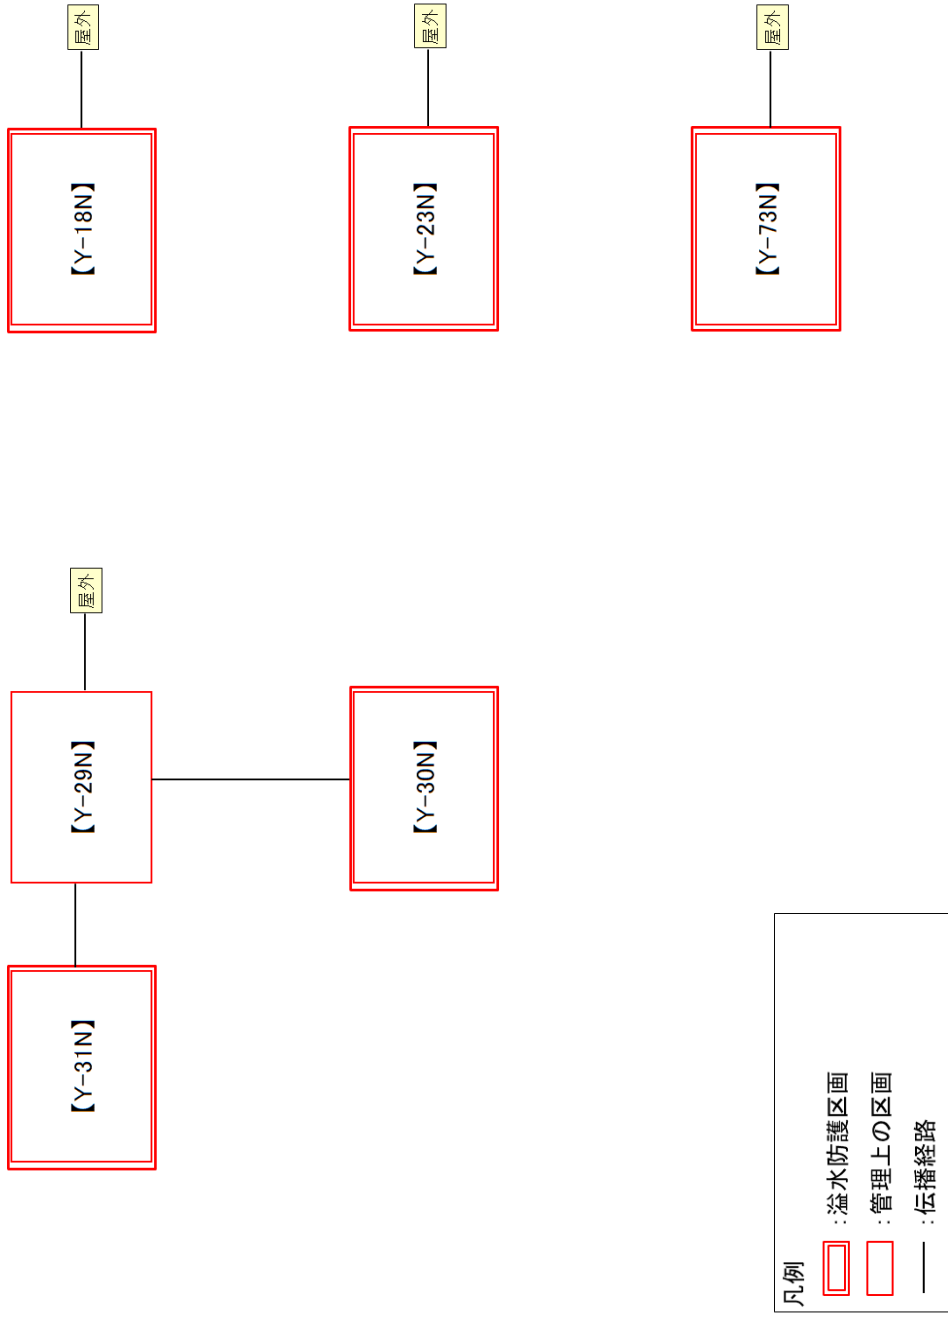 【Y-31N】
【Y-29N】
屋外
【Y-18N】
屋外
【Y-30N】
【Y-23N】
屋外
【Y-73N】
屋外
凡例
：溢水防護区画
：管理上の区画
：伝播経路